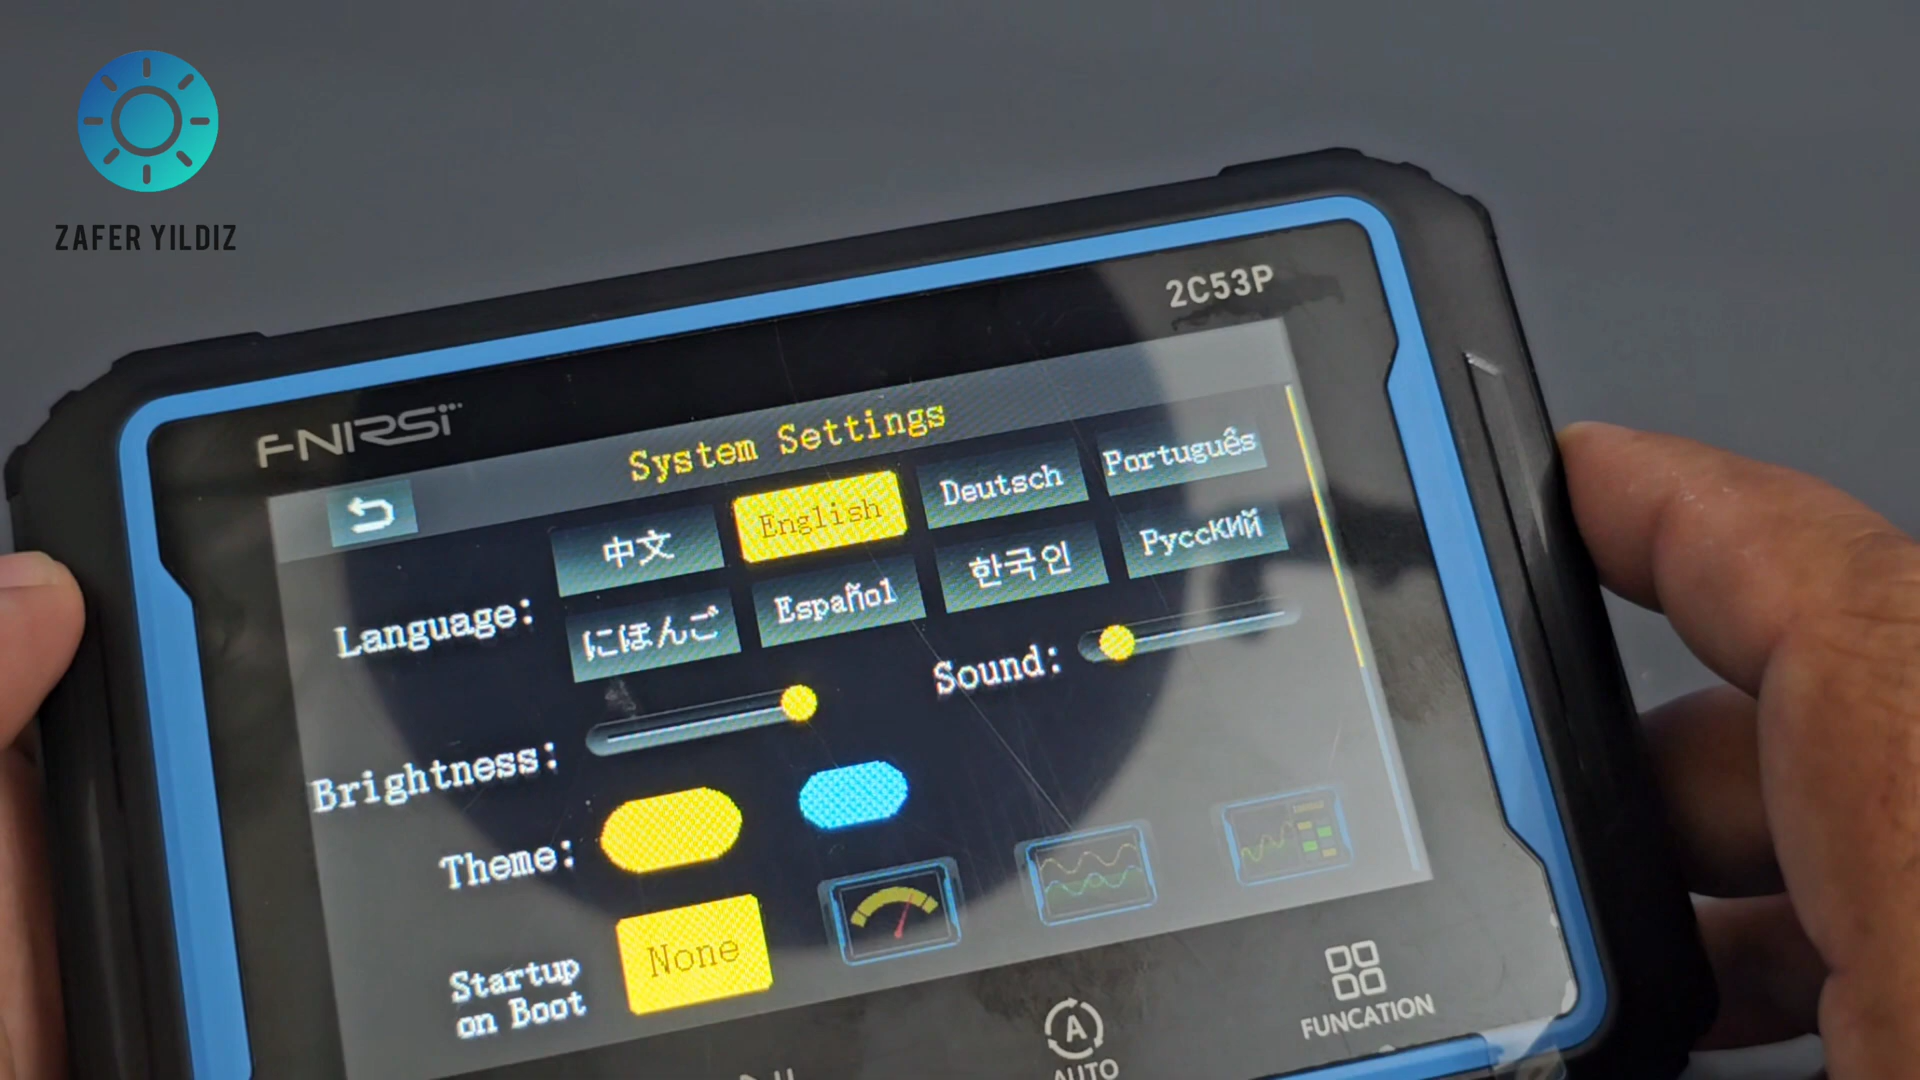 ZAFER YILDIZ
2C53P
FNIRSI
System Settings
Language:
中文 English Deutsch Português
にほんご Español 한국인 Русский
Brightness:
Sound:
Theme:
Startup on Boot
None
AUTO
FUNCATION